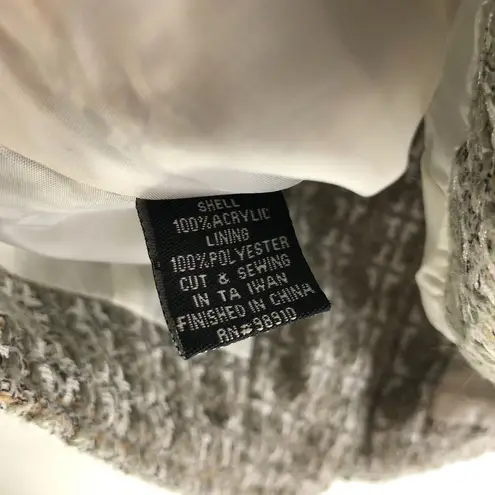 SHELL
100%ACRYLIC
LINING
100%POLYESTER
CUT & SEWING
IN TA IWAN
FINISHED IN CHINA
RN#98910